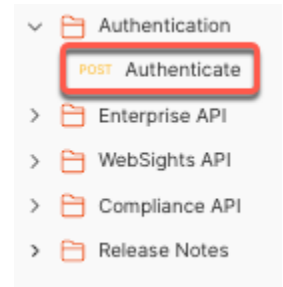 Authentication
POST Authenticate
Enterprise API
WebSights API
Compliance API
Release Notes